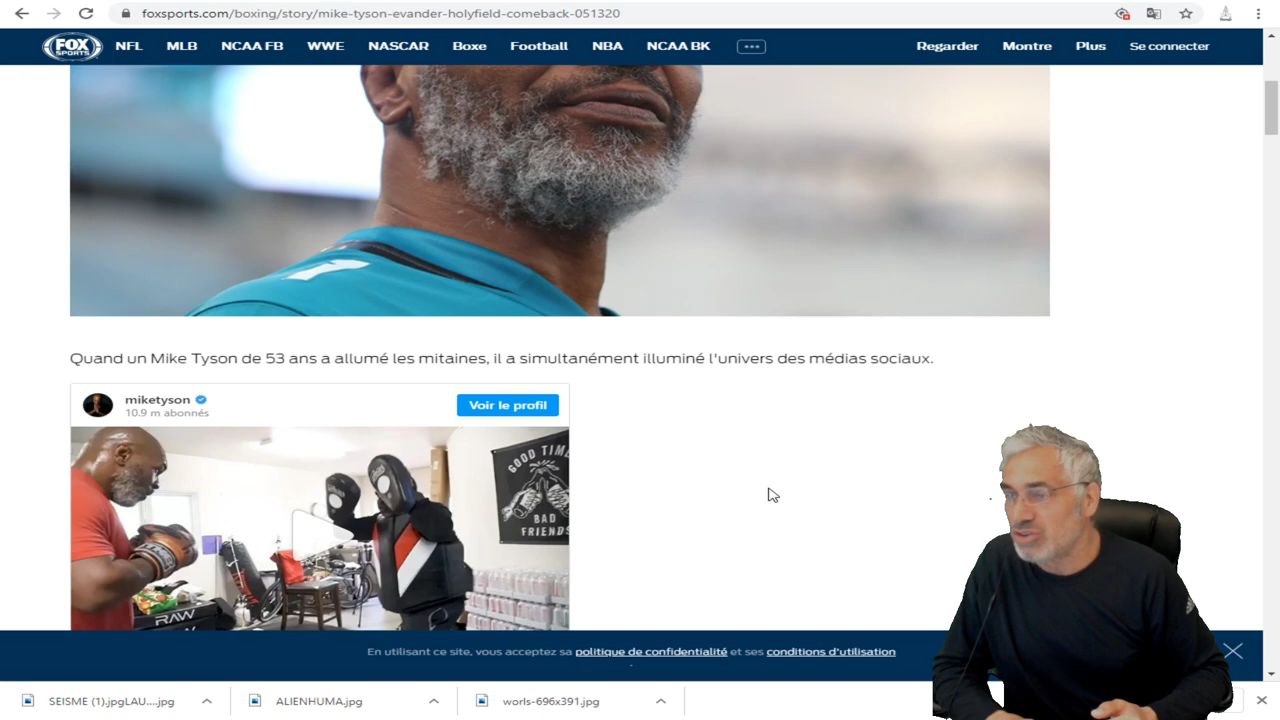 foxsports.com/boxing/story/mike-tyson-evander-holyfield-comeback-051320
FOX SPORTS NFL MLB NCAA FB WWE NASCAR Boxe Football NBA NCAA BK ••• Regarder Montre Plus Se connecter
Quand un Mike Tyson de 53 ans a allumé les mitaines, il a simultanément illuminé l'univers des médias sociaux.
miketyson
10.9 m abonnés
Voir le profil
GOOD TIME
BAD
FRIENDS
RAW
En utilisant ce site, vous acceptez sa politique de confidentialité et ses conditions d'utilisation
.
SEISME (1).jpgLAU....jpg ALIENHUMA.jpg worls-696x391.jpg